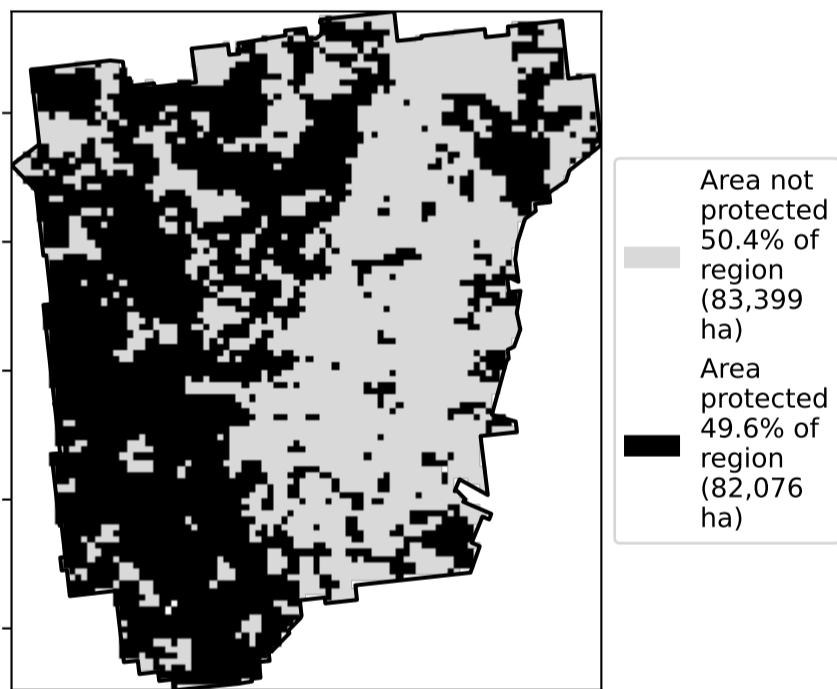 Area not
protected
50.4% of
region
(83,399
ha)
Area
protected
49.6% of
region
(82,076
ha)